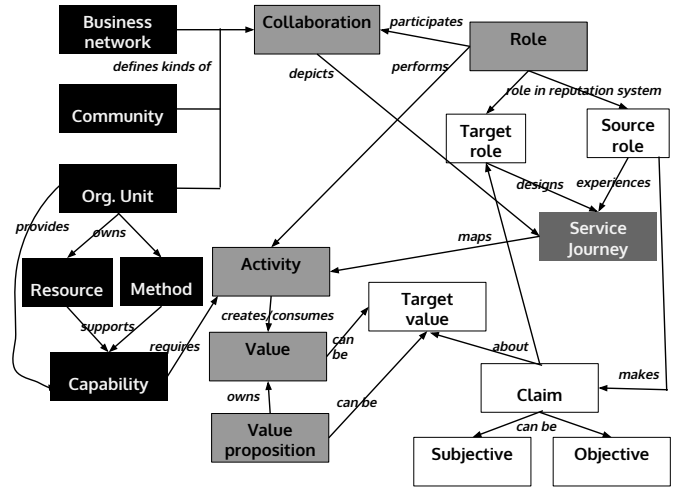 Business
network
Collaboration
participates
Role
defines kinds of
depicts
performs
role in reputation system
Community
Target
role
Source
role
Org. Unit
designs
experiences
provides
owns
maps
Service
Journey
Activity
Resource
Method
Target
value
creates/consumes
supports
requires
Value
can
be
about
Capability
owns
can be
makes
Claim
Value
proposition
can be
Subjective
Objective